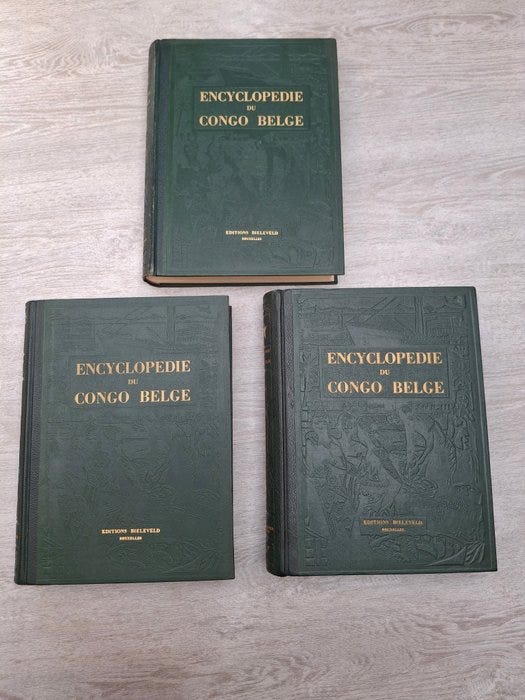 ENCYCLOPEDIE
DU
CONGO BELGE
EDITIONS BIELEVELD
BRUXELLES
ENCYCLOPEDIE
DU
CONGO BELGE
EDITIONS BIELEVELD
BRUXELLES
ENCYCLOPEDIE
DU
CONGO BELGE
EDITIONS BIELEVELD
BRUXELLES